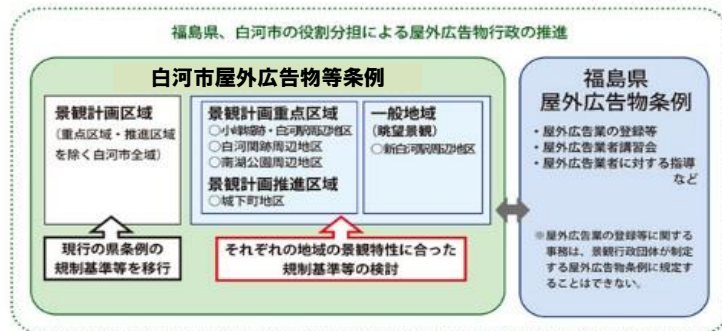 福島県、白河市の役割分担による屋外広告物行政の推進
白河市屋外広告物等条例
景観計画区域
(重点区域・推進区域
を除く白河市全域)
景観計画重点区域
○小峰城跡・白河駅周辺地区
○白河関跡周辺地区
○南湖公園周辺地区
景観計画推進区域
○城下町地区
一般地域
(眺望景観)
○新白河駅周辺地区
現行の県条例の
規制基準等を移行
それぞれの地域の景観特性に合った
規制基準等の検討
福島県
屋外広告物条例
・屋外広告業の登録等
・屋外広告業者講習会
・屋外広告業者に対する指導
など
※屋外広告業の登録等に関する
事務は、景観行政団体が制定
する屋外広告物条例に規定す
ることはできない。